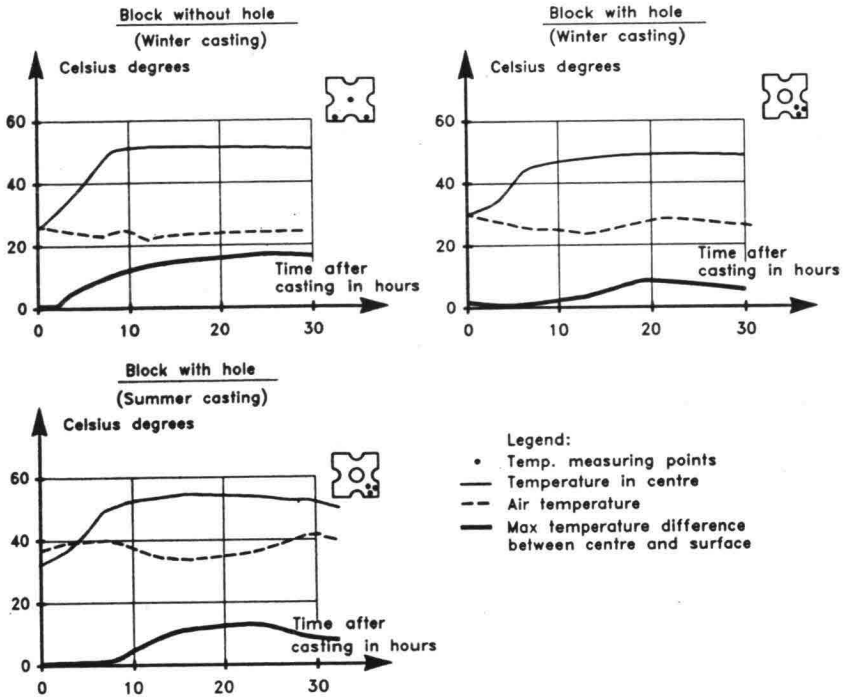 Block without hole
(Winter casting)
Celsius degrees
60
40
20
0
Time after
casting in hours
0 10 20 30
Block with hole
(Winter casting)
Celsius degrees
60
40
20
0
Time after
casting in hours
0 10 20 30
Block with hole
(Summer casting)
Celsius degrees
60
40
20
0
Time after
casting in hours
0 10 20 30
Legend:
Temp. measuring points
Temperature in centre
Air temperature
Max temperature difference
between centre and surface